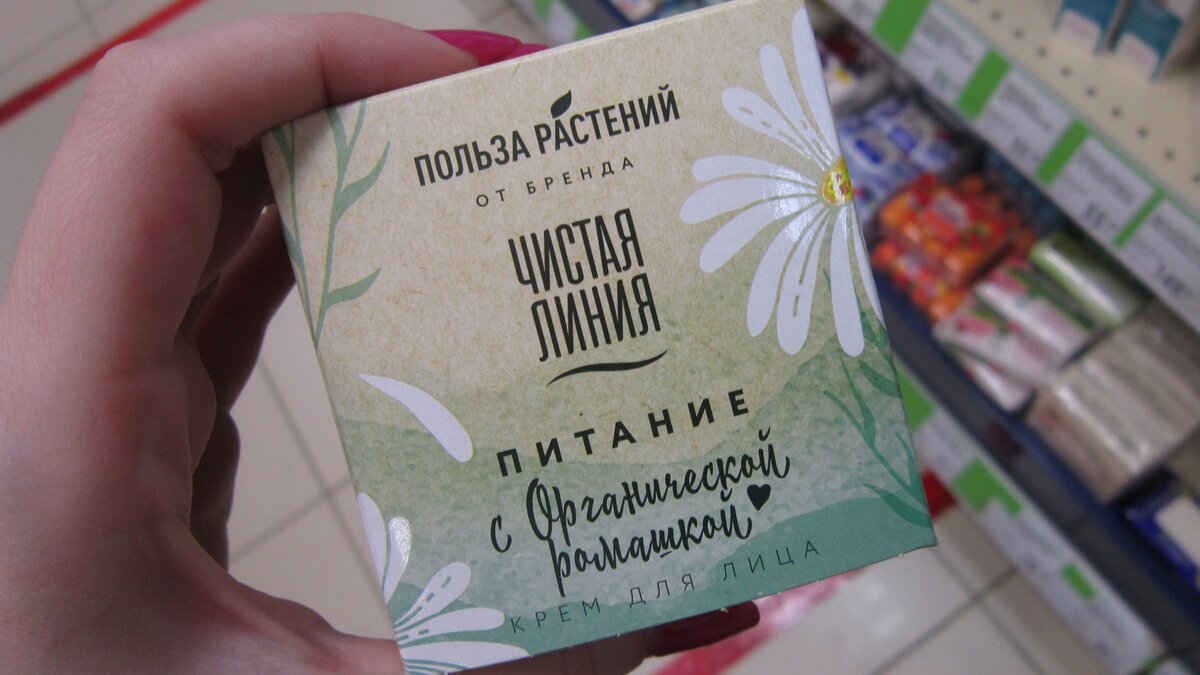 ПОЛЬЗА РАСТЕНИЙ
ОТ БРЕНДА
ЧИСТАЯ
ЛИНИЯ
ПИТАНИЕ
с Органической
ромашкой
КРЕМ ДЛЯ ЛИЦА